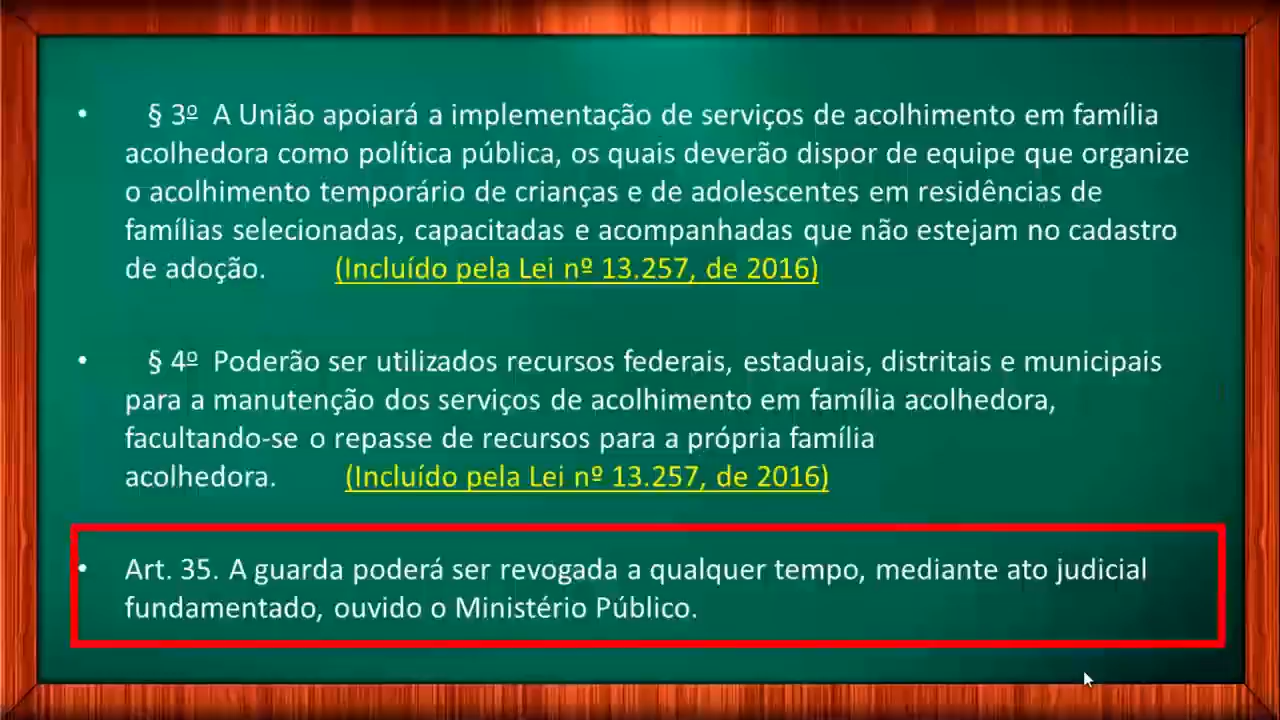 • § 3º A União apoiará a implementação de serviços de acolhimento em família
acolhedora como política pública, os quais deverão dispor de equipe que organize
o acolhimento temporário de crianças e de adolescentes em residências de
famílias selecionadas, capacitadas e acompanhadas que não estejam no cadastro
de adoção. (Incluído pela Lei nº 13.257, de 2016)
• § 4º Poderão ser utilizados recursos federais, estaduais, distritais e municipais
para a manutenção dos serviços de acolhimento em família acolhedora,
facultando-se o repasse de recursos para a própria família
acolhedora. (Incluído pela Lei nº 13.257, de 2016)
• Art. 35. A guarda poderá ser revogada a qualquer tempo, mediante ato judicial
fundamentado, ouvido o Ministério Público.